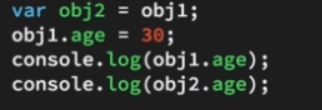 var obj2 = obj1;
obj1.age = 30;
console.log(obj1.age);
console.log(obj2.age);